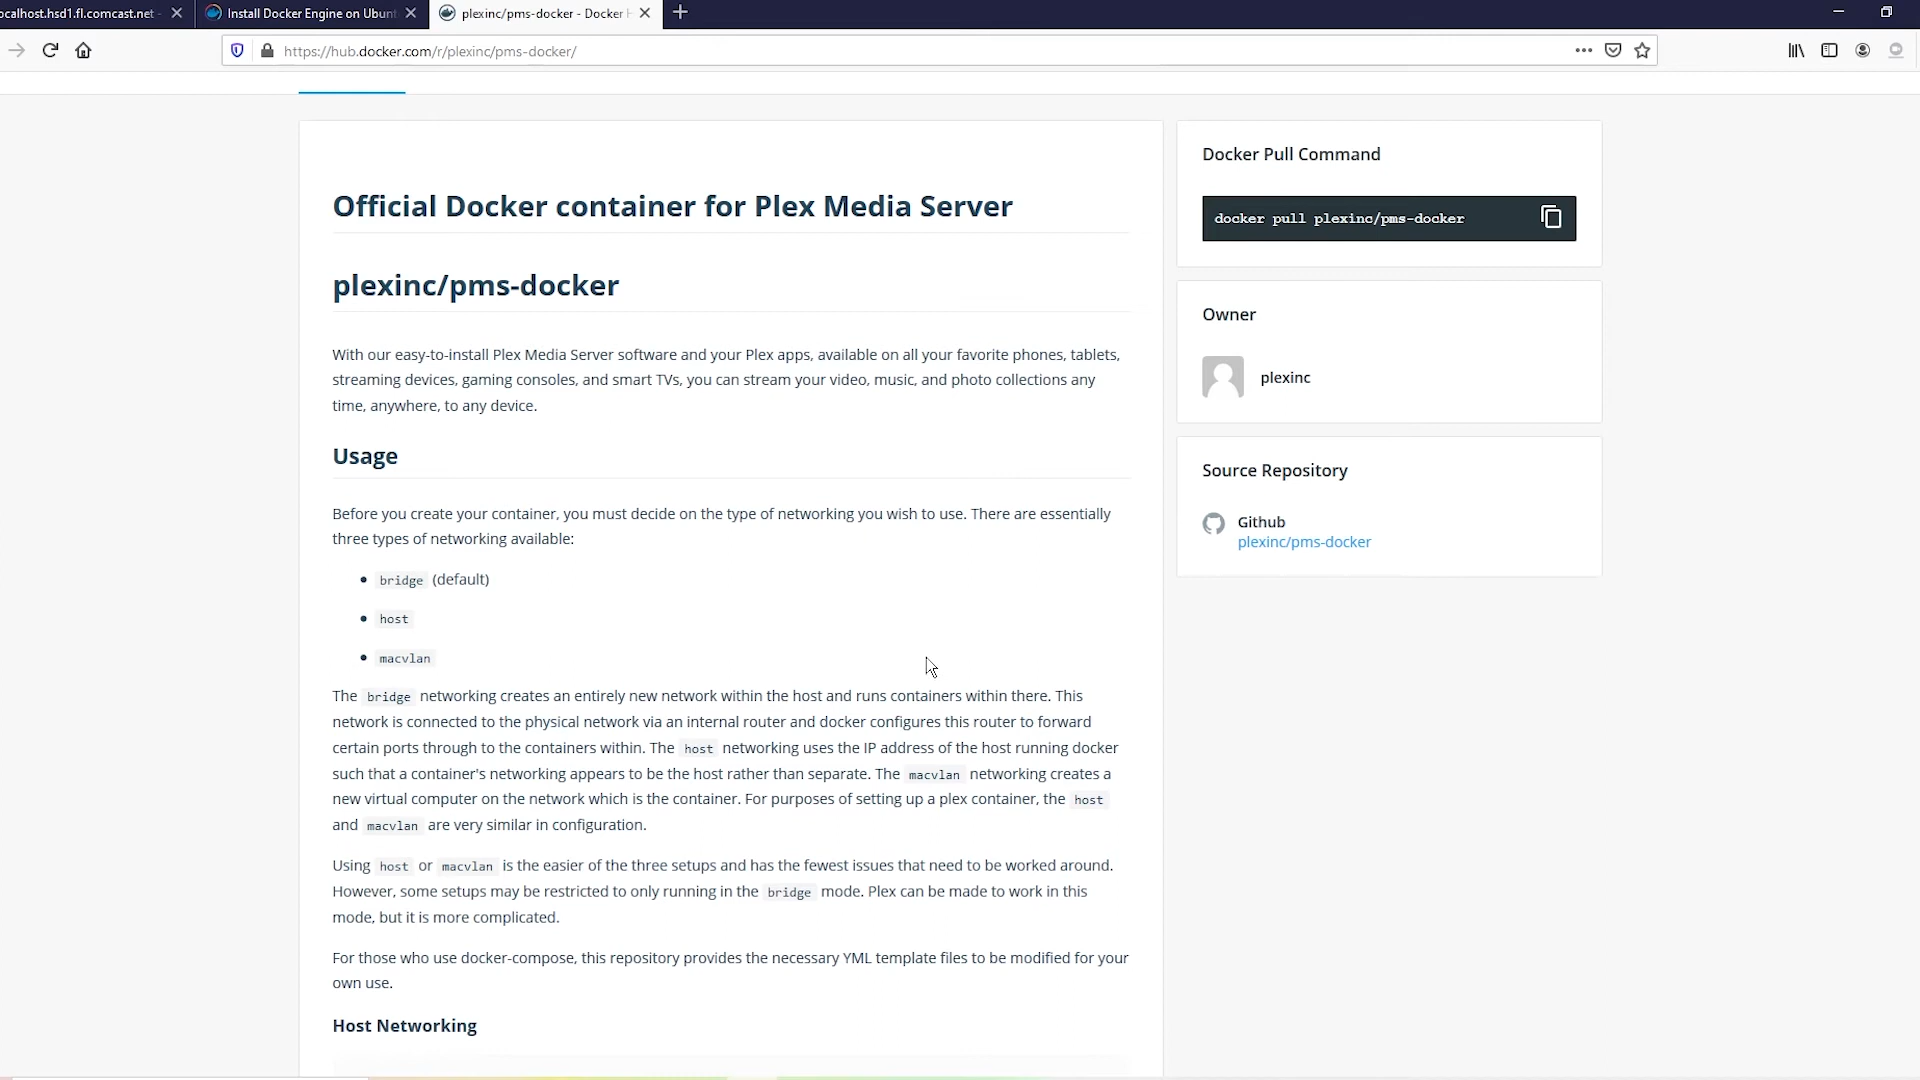 ocalhost.hsd1.fl.comcast.net - Install Docker Engine on Ubunt plexinc/pms-docker - Docker H
https://hub.docker.com/r/plexinc/pms-docker/
Official Docker container for Plex Media Server
plexinc/pms-docker
With our easy-to-install Plex Media Server software and your Plex apps, available on all your favorite phones, tablets,
streaming devices, gaming consoles, and smart TVs, you can stream your video, music, and photo collections any
time, anywhere, to any device.
Usage
Before you create your container, you must decide on the type of networking you wish to use. There are essentially
three types of networking available:
• bridge (default)
• host
• macvlan
The bridge networking creates an entirely new network within the host and runs containers within there. This
network is connected to the physical network via an internal router and docker configures this router to forward
certain ports through to the containers within. The host networking uses the IP address of the host running docker
such that a container's networking appears to be the host rather than separate. The macvlan networking creates a
new virtual computer on the network which is the container. For purposes of setting up a plex container, the host
and macvlan are very similar in configuration.
Using host or macvlan is the easier of the three setups and has the fewest issues that need to be worked around.
However, some setups may be restricted to only running in the bridge mode. Plex can be made to work in this
mode, but it is more complicated.
For those who use docker-compose, this repository provides the necessary YML template files to be modified for your
own use.
Host Networking
Docker Pull Command
docker pull plexinc/pms-docker
Owner
plexinc
Source Repository
Github
plexinc/pms-docker